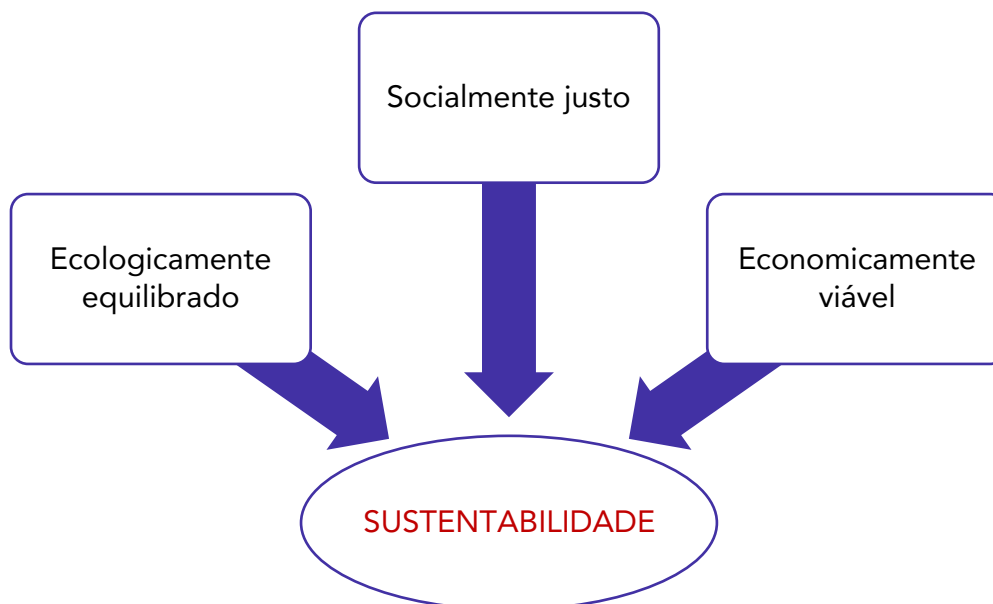 Socialmente justo
Ecologicamente
equilibrado
Economicamente
viável
SUSTENTABILIDADE